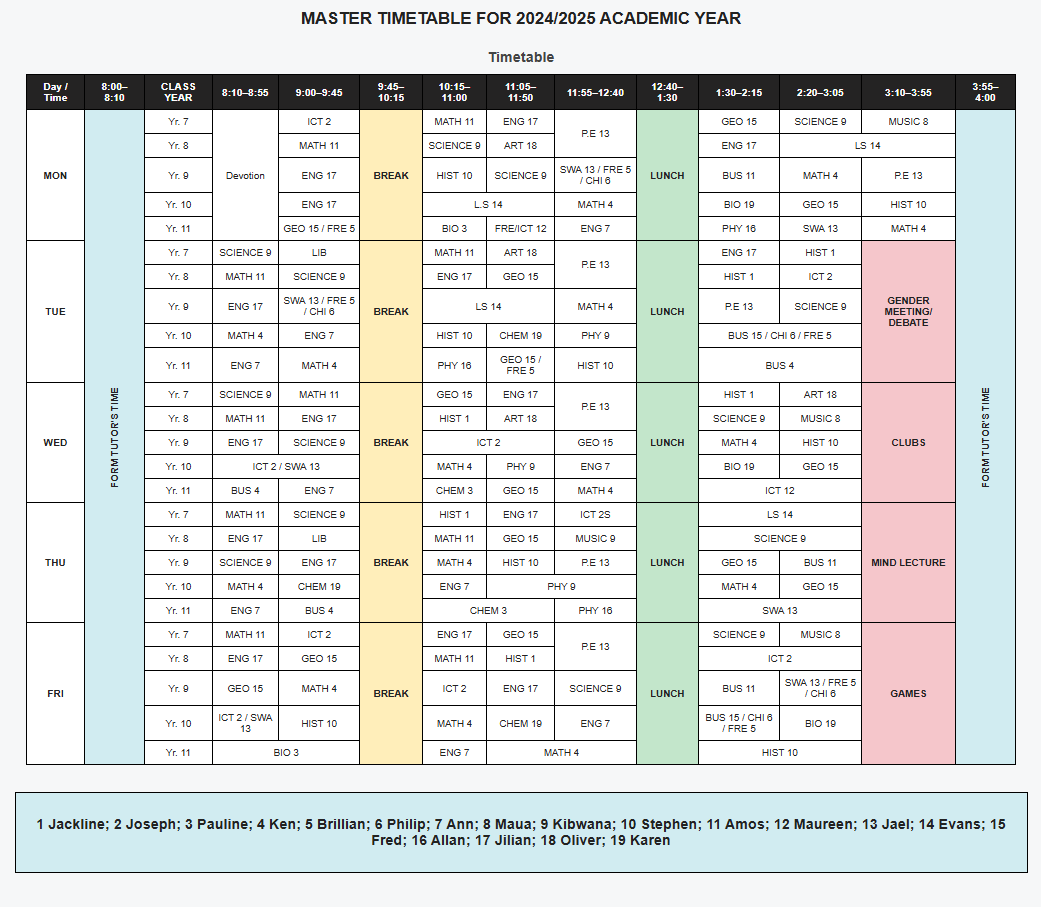 MASTER TIMETABLE FOR 2024/2025 ACADEMIC YEAR
Timetable
Day / Time 8:00–8:10 CLASS YEAR 8:10–8:55 9:00–9:45 9:45–10:15 10:15–11:00 11:05–11:50 11:55–12:40 12:40–1:30 1:30–2:15 2:20–3:05 3:10–3:55 3:55–4:00
MON FORM TUTOR'S TIME Yr. 7 Devotion ICT 2 BREAK MATH 11 ENG 17 P.E 13 LUNCH GEO 15 SCIENCE 9 MUSIC 8 FORM TUTOR'S TIME
Yr. 8 MATH 11 SCIENCE 9 ART 18 ENG 17 LS 14
Yr. 9 ENG 17 HIST 10 SCIENCE 9 SWA 13 / FRE 5 / CHI 6 BUS 11 MATH 4 P.E 13
Yr. 10 ENG 17 L.S 14 MATH 4 BIO 19 GEO 15 HIST 10
Yr. 11 GEO 15 / FRE 5 BIO 3 FRE/ICT 12 ENG 7 PHY 16 SWA 13 MATH 4
TUE Yr. 7 SCIENCE 9 LIB BREAK MATH 11 ART 18 P.E 13 LUNCH ENG 17 HIST 1 GENDER MEETING/ DEBATE
Yr. 8 MATH 11 SCIENCE 9 ENG 17 GEO 15 HIST 1 ICT 2
Yr. 9 ENG 17 SWA 13 / FRE 5 / CHI 6 LS 14 MATH 4 P.E 13 SCIENCE 9
Yr. 10 MATH 4 ENG 7 HIST 10 CHEM 19 PHY 9 BUS 15 / CHI 6 / FRE 5
Yr. 11 ENG 7 MATH 4 PHY 16 GEO 15 / FRE 5 HIST 10 BUS 4
WED Yr. 7 SCIENCE 9 MATH 11 BREAK GEO 15 ENG 17 P.E 13 LUNCH HIST 1 ART 18 CLUBS
Yr. 8 MATH 11 ENG 17 HIST 1 ART 18 SCIENCE 9 MUSIC 8
Yr. 9 ENG 17 SCIENCE 9 ICT 2 GEO 15 MATH 4 HIST 10
Yr. 10 ICT 2 / SWA 13 MATH 4 PHY 9 ENG 7 BIO 19 GEO 15
Yr. 11 BUS 4 ENG 7 CHEM 3 GEO 15 MATH 4 ICT 12
THU Yr. 7 MATH 11 SCIENCE 9 BREAK HIST 1 ENG 17 ICT 2S LUNCH LS 14 MIND LECTURE
Yr. 8 ENG 17 LIB MATH 11 GEO 15 MUSIC 9 SCIENCE 9
Yr. 9 SCIENCE 9 ENG 17 MATH 4 HIST 10 P.E 13 GEO 15 BUS 11
Yr. 10 MATH 4 CHEM 19 ENG 7 PHY 9 MATH 4 GEO 15
Yr. 11 ENG 7 BUS 4 CHEM 3 PHY 16 SWA 13
FRI Yr. 7 MATH 11 ICT 2 BREAK ENG 17 GEO 15 P.E 13 LUNCH SCIENCE 9 MUSIC 8 GAMES
Yr. 8 ENG 17 GEO 15 MATH 11 HIST 1 ICT 2
Yr. 9 GEO 15 MATH 4 ICT 2 ENG 17 SCIENCE 9 BUS 11 SWA 13 / FRE 5 / CHI 6
Yr. 10 ICT 2 / SWA 13 HIST 10 MATH 4 CHEM 19 ENG 7 BUS 15 / CHI 6 / FRE 5 BIO 19
Yr. 11 BIO 3 ENG 7 MATH 4 HIST 10
1 Jackline; 2 Joseph; 3 Pauline; 4 Ken; 5 Brillian; 6 Philip; 7 Ann; 8 Maua; 9 Kibwana; 10 Stephen; 11 Amos; 12 Maureen; 13 Jael; 14 Evans; 15
Fred; 16 Allan; 17 Jilian; 18 Oliver; 19 Karen